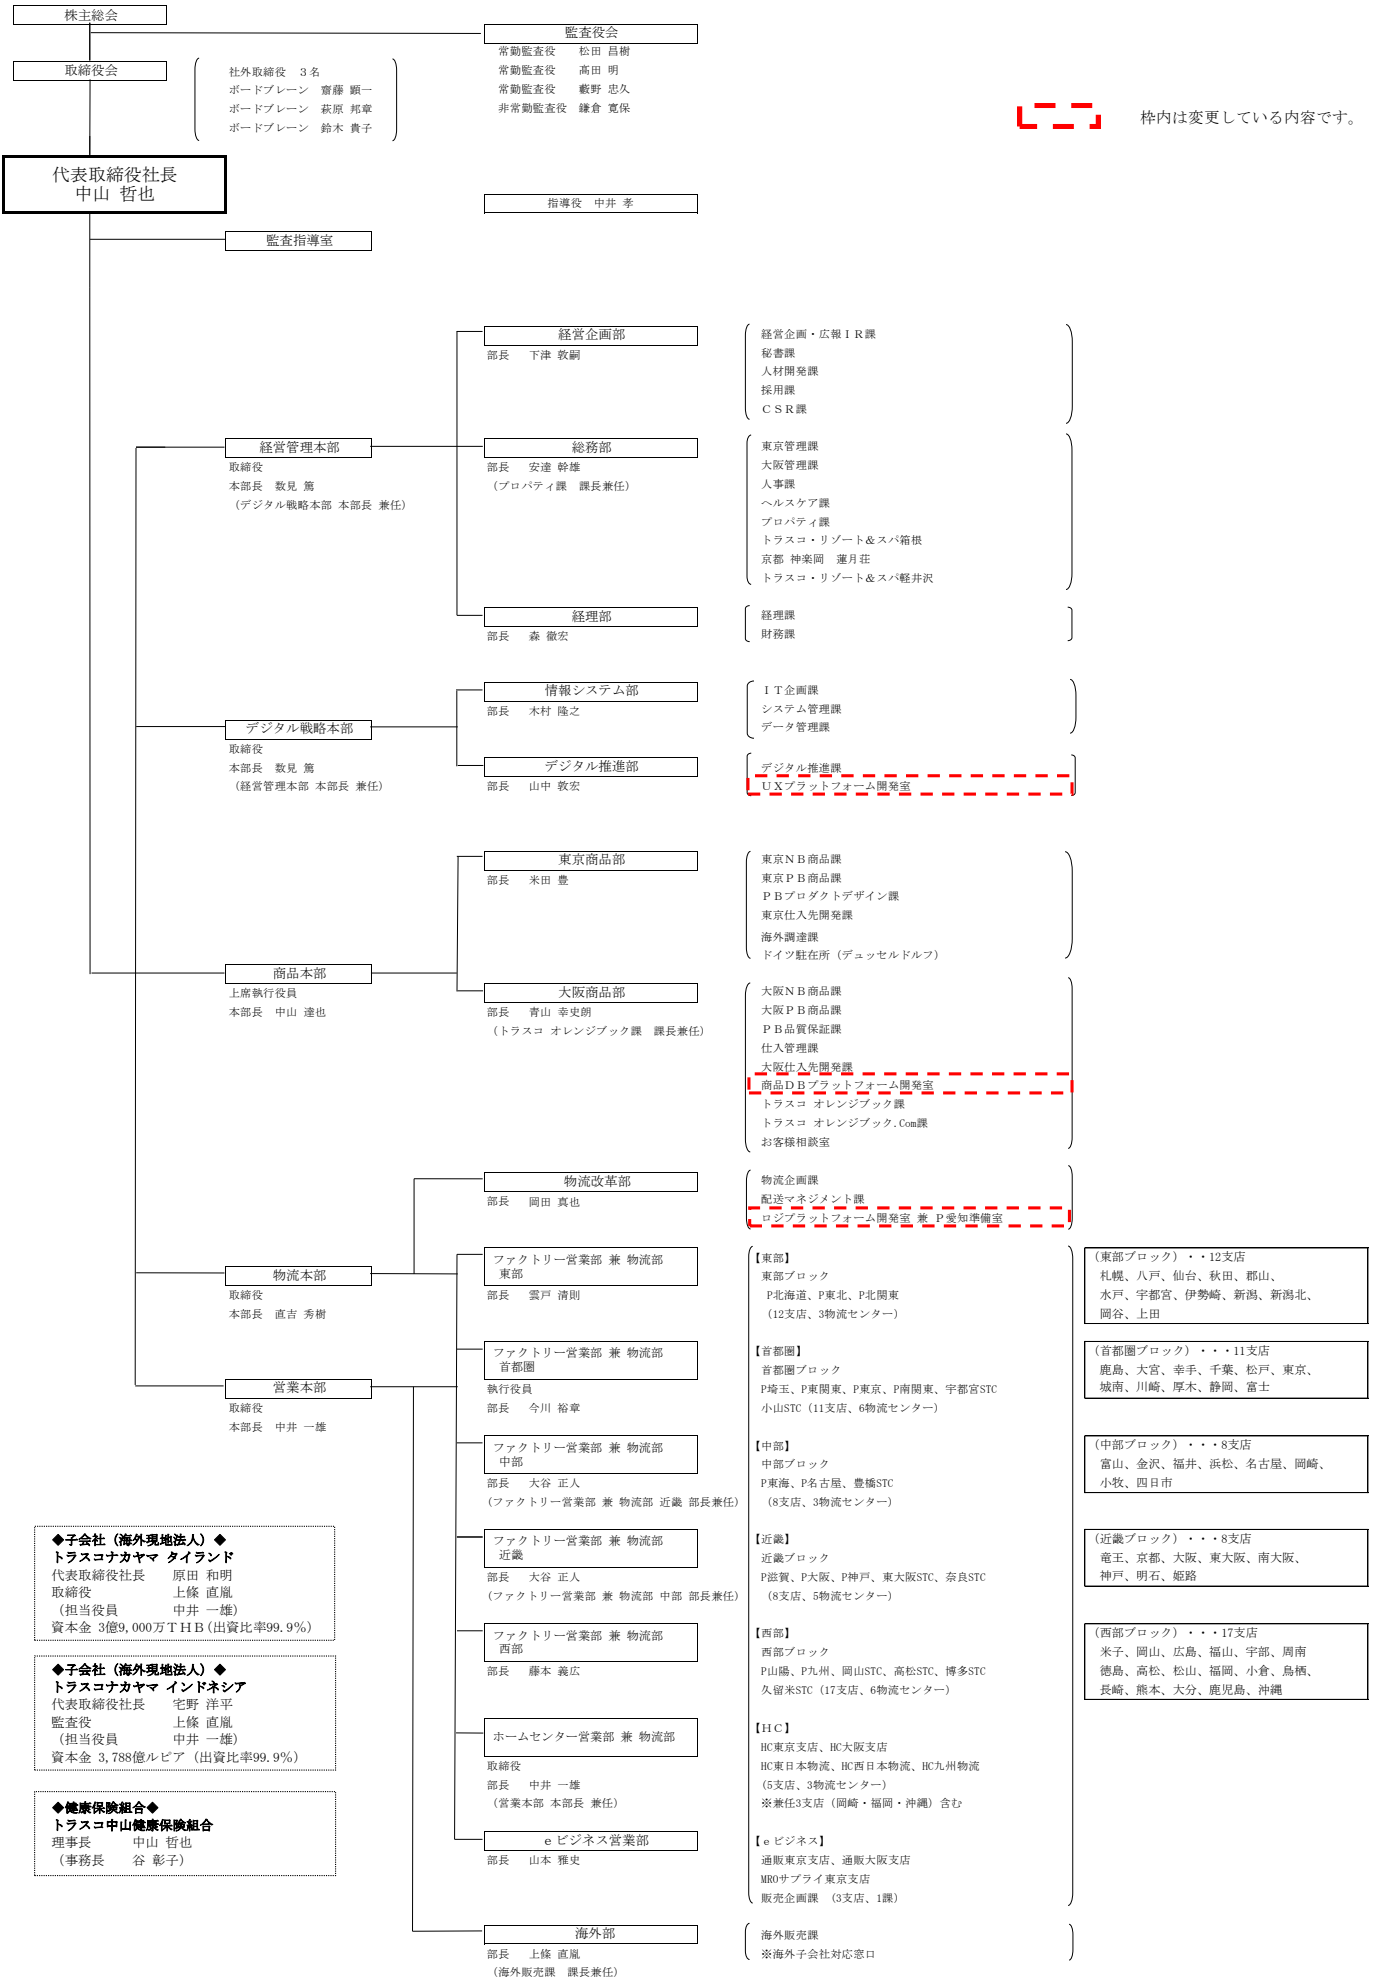 株主総会
監査役会
常勤監査役　松田 昌樹
常勤監査役　髙田 明
常勤監査役　藪野 忠久
非常勤監査役　鎌倉 寛保
取締役会
社外取締役　３名
ボードブレーン　齋藤 顕一
ボードブレーン　萩原 邦章
ボードブレーン　鈴木 貴子
枠内は変更している内容です。
代表取締役社長
中山 哲也
指導役　中井 孝
監査指導室
経営管理本部
取締役
本部長　数見 篤
（デジタル戦略本部 本部長 兼任）
経営企画部
部長　下津 敦嗣
経営企画・広報ＩＲ課
秘書課
人材開発課
採用課
ＣＳＲ課
総務部
部長　安達 幹雄
（プロパティ課　課長兼任）
東京管理課
大阪管理課
人事課
ヘルスケア課
プロパティ課
トラスコ・リゾート＆スパ箱根
京都 神楽岡　蓮月荘
トラスコ・リゾート＆スパ軽井沢
経理部
部長　森 徹宏
経理課
財務課
デジタル戦略本部
取締役
本部長　数見 篤
（経営管理本部 本部長 兼任）
情報システム部
部長　木村 隆之
ＩＴ企画課
システム管理課
データ管理課
デジタル推進部
部長　山中 敦宏
デジタル推進課
ＵＸプラットフォーム開発室
商品本部
上席執行役員
本部長　中山 達也
東京商品部
部長　米田 豊
東京ＮＢ商品課
東京ＰＢ商品課
ＰＢプロダクトデザイン課
東京仕入先開発課
海外調達課
ドイツ駐在所（デュッセルドルフ）
大阪商品部
部長　青山 幸史朗
（トラスコ オレンジブック課　課長兼任）
大阪ＮＢ商品課
大阪ＰＢ商品課
ＰＢ品質保証課
仕入管理課
大阪仕入先開発課
商品ＤＢプラットフォーム開発室
トラスコ オレンジブック課
トラスコ オレンジブック.Com課
お客様相談室
物流本部
取締役
本部長　直吉 秀樹
物流改革部
部長　岡田 真也
物流企画課
配送マネジメント課
ロジプラットフォーム開発室 兼 Ｐ愛知準備室
営業本部
取締役
本部長　中井 一雄
ファクトリー営業部 兼 物流部
東部
部長　雲戸 清則
【東部】
東部ブロック
P北海道、P東北、P北関東
（12支店、3物流センター）
（東部ブロック）・・12支店
札幌、八戸、仙台、秋田、郡山、
水戸、宇都宮、伊勢崎、新潟、新潟北、
岡谷、上田
ファクトリー営業部 兼 物流部
首都圏
執行役員
部長　今川 裕章
【首都圏】
首都圏ブロック
P埼玉、P東関東、P東京、P南関東、宇都宮STC
小山STC（11支店、6物流センター）
（首都圏ブロック）・・・11支店
鹿島、大宮、幸手、千葉、松戸、東京、
城南、川崎、厚木、静岡、富士
ファクトリー営業部 兼 物流部
中部
部長　大谷 正人
（ファクトリー営業部 兼 物流部 近畿 部長兼任）
【中部】
中部ブロック
P東海、P名古屋、豊橋STC
（8支店、3物流センター）
（中部ブロック）・・・8支店
富山、金沢、福井、浜松、名古屋、岡崎、
小牧、四日市
ファクトリー営業部 兼 物流部
近畿
部長　大谷 正人
（ファクトリー営業部 兼 物流部 中部 部長兼任）
【近畿】
近畿ブロック
P滋賀、P大阪、P神戸、東大阪STC、奈良STC
（8支店、5物流センター）
（近畿ブロック）・・・8支店
竜王、京都、大阪、東大阪、南大阪、
神戸、明石、姫路
ファクトリー営業部 兼 物流部
西部
部長　藤本 義広
【西部】
西部ブロック
P山陽、P九州、岡山STC、高松STC、博多STC
久留米STC（17支店、6物流センター）
（西部ブロック）・・・17支店
米子、岡山、広島、福山、宇部、周南
徳島、高松、松山、福岡、小倉、鳥栖、
長崎、熊本、大分、鹿児島、沖縄
ホームセンター営業部 兼 物流部
取締役
部長　中井 一雄
（営業本部 本部長 兼任）
【ＨＣ】
HC東京支店、HC大阪支店
HC東日本物流、HC西日本物流、HC九州物流
（5支店、3物流センター）
※兼任3支店（岡崎・福岡・沖縄）含む
ｅビジネス営業部
部長　山本 雅史
【ｅビジネス】
通販東京支店、通販大阪支店
MROサプライ東京支店
販売企画課　（3支店、1課）
海外部
部長　上條 直胤
（海外販売課　課長兼任）
海外販売課
※海外子会社対応窓口
◆子会社（海外現地法人）◆
トラスコナカヤマ タイランド
代表取締役社長　原田 和明
取締役　上條 直胤
（担当役員　中井 一雄）
資本金 3億9,000万ＴＨＢ（出資比率99.9％）
◆子会社（海外現地法人）◆
トラスコナカヤマ インドネシア
代表取締役社長　宅野 洋平
監査役　上條 直胤
（担当役員　中井 一雄）
資本金 3,788億ルピア（出資比率99.9％）
◆健康保険組合◆
トラスコ中山健康保険組合
理事長　中山 哲也
（事務長　谷 彰子）